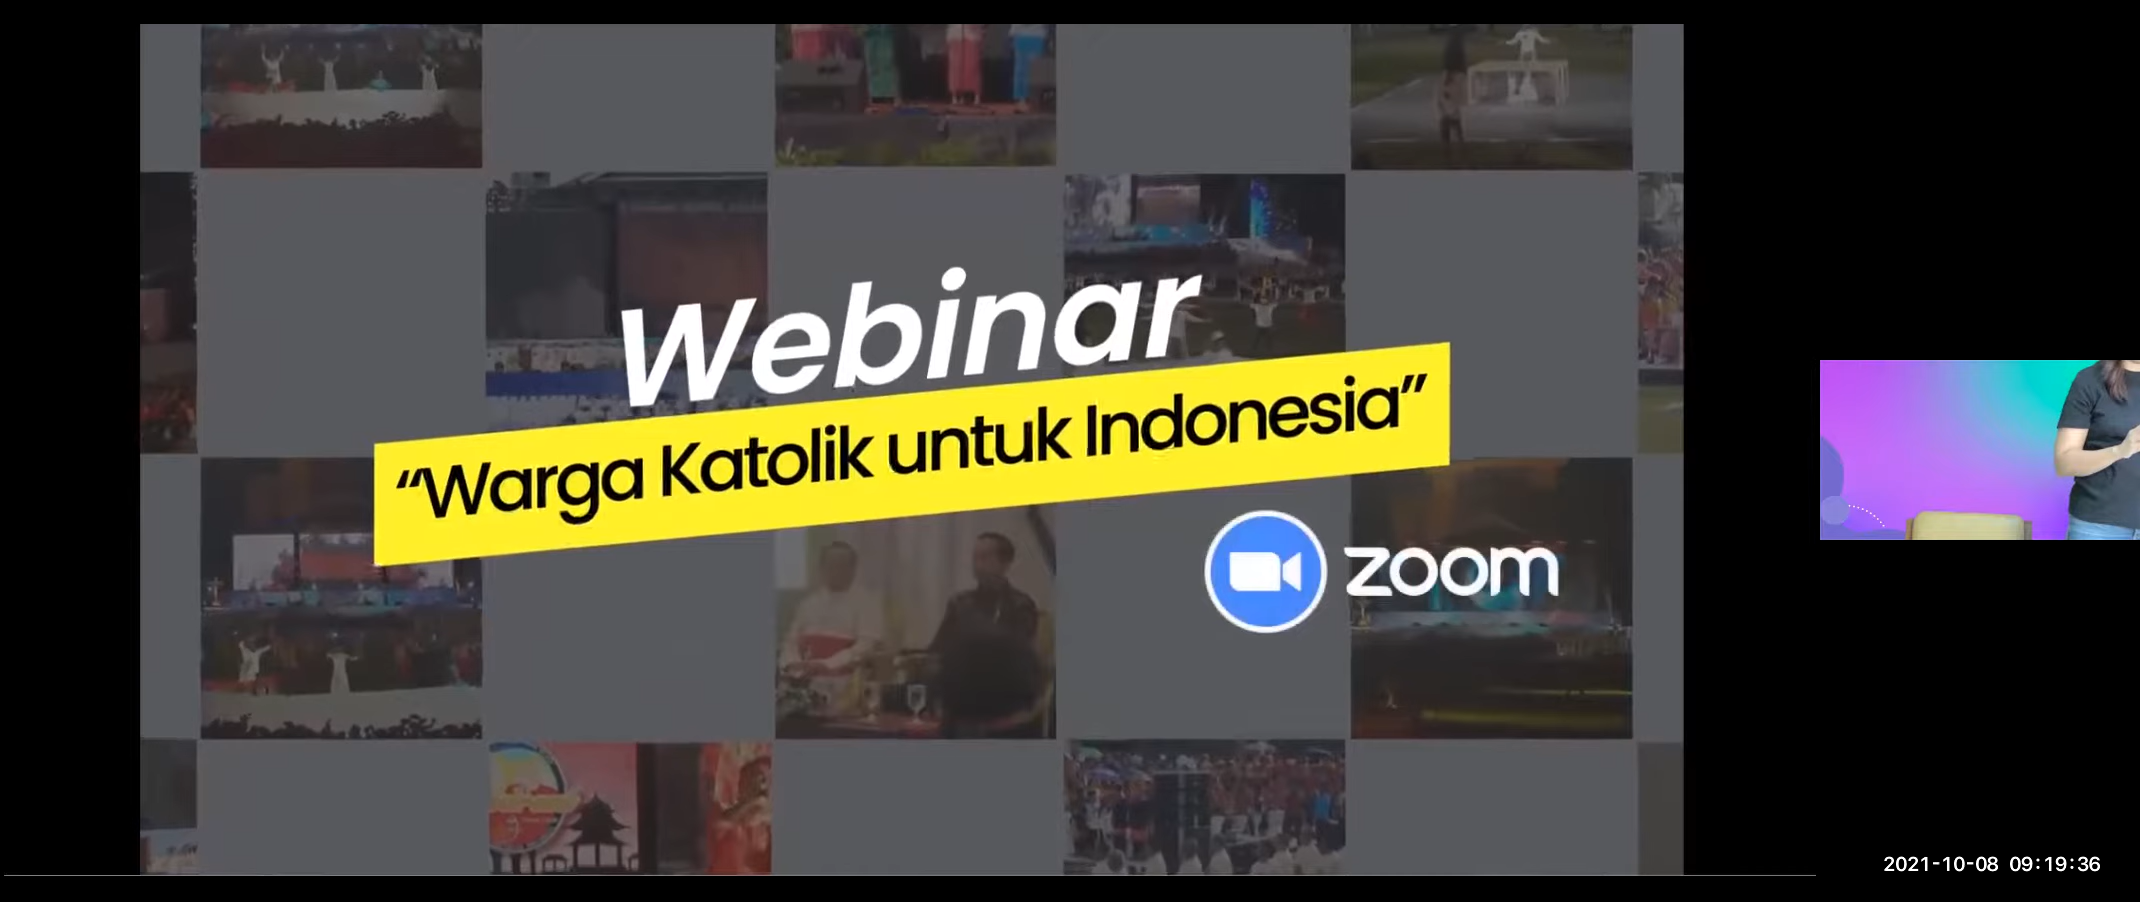 Webinar
“Warga Katolik untuk Indonesia”
zoom
2021-10-08 09:19:36